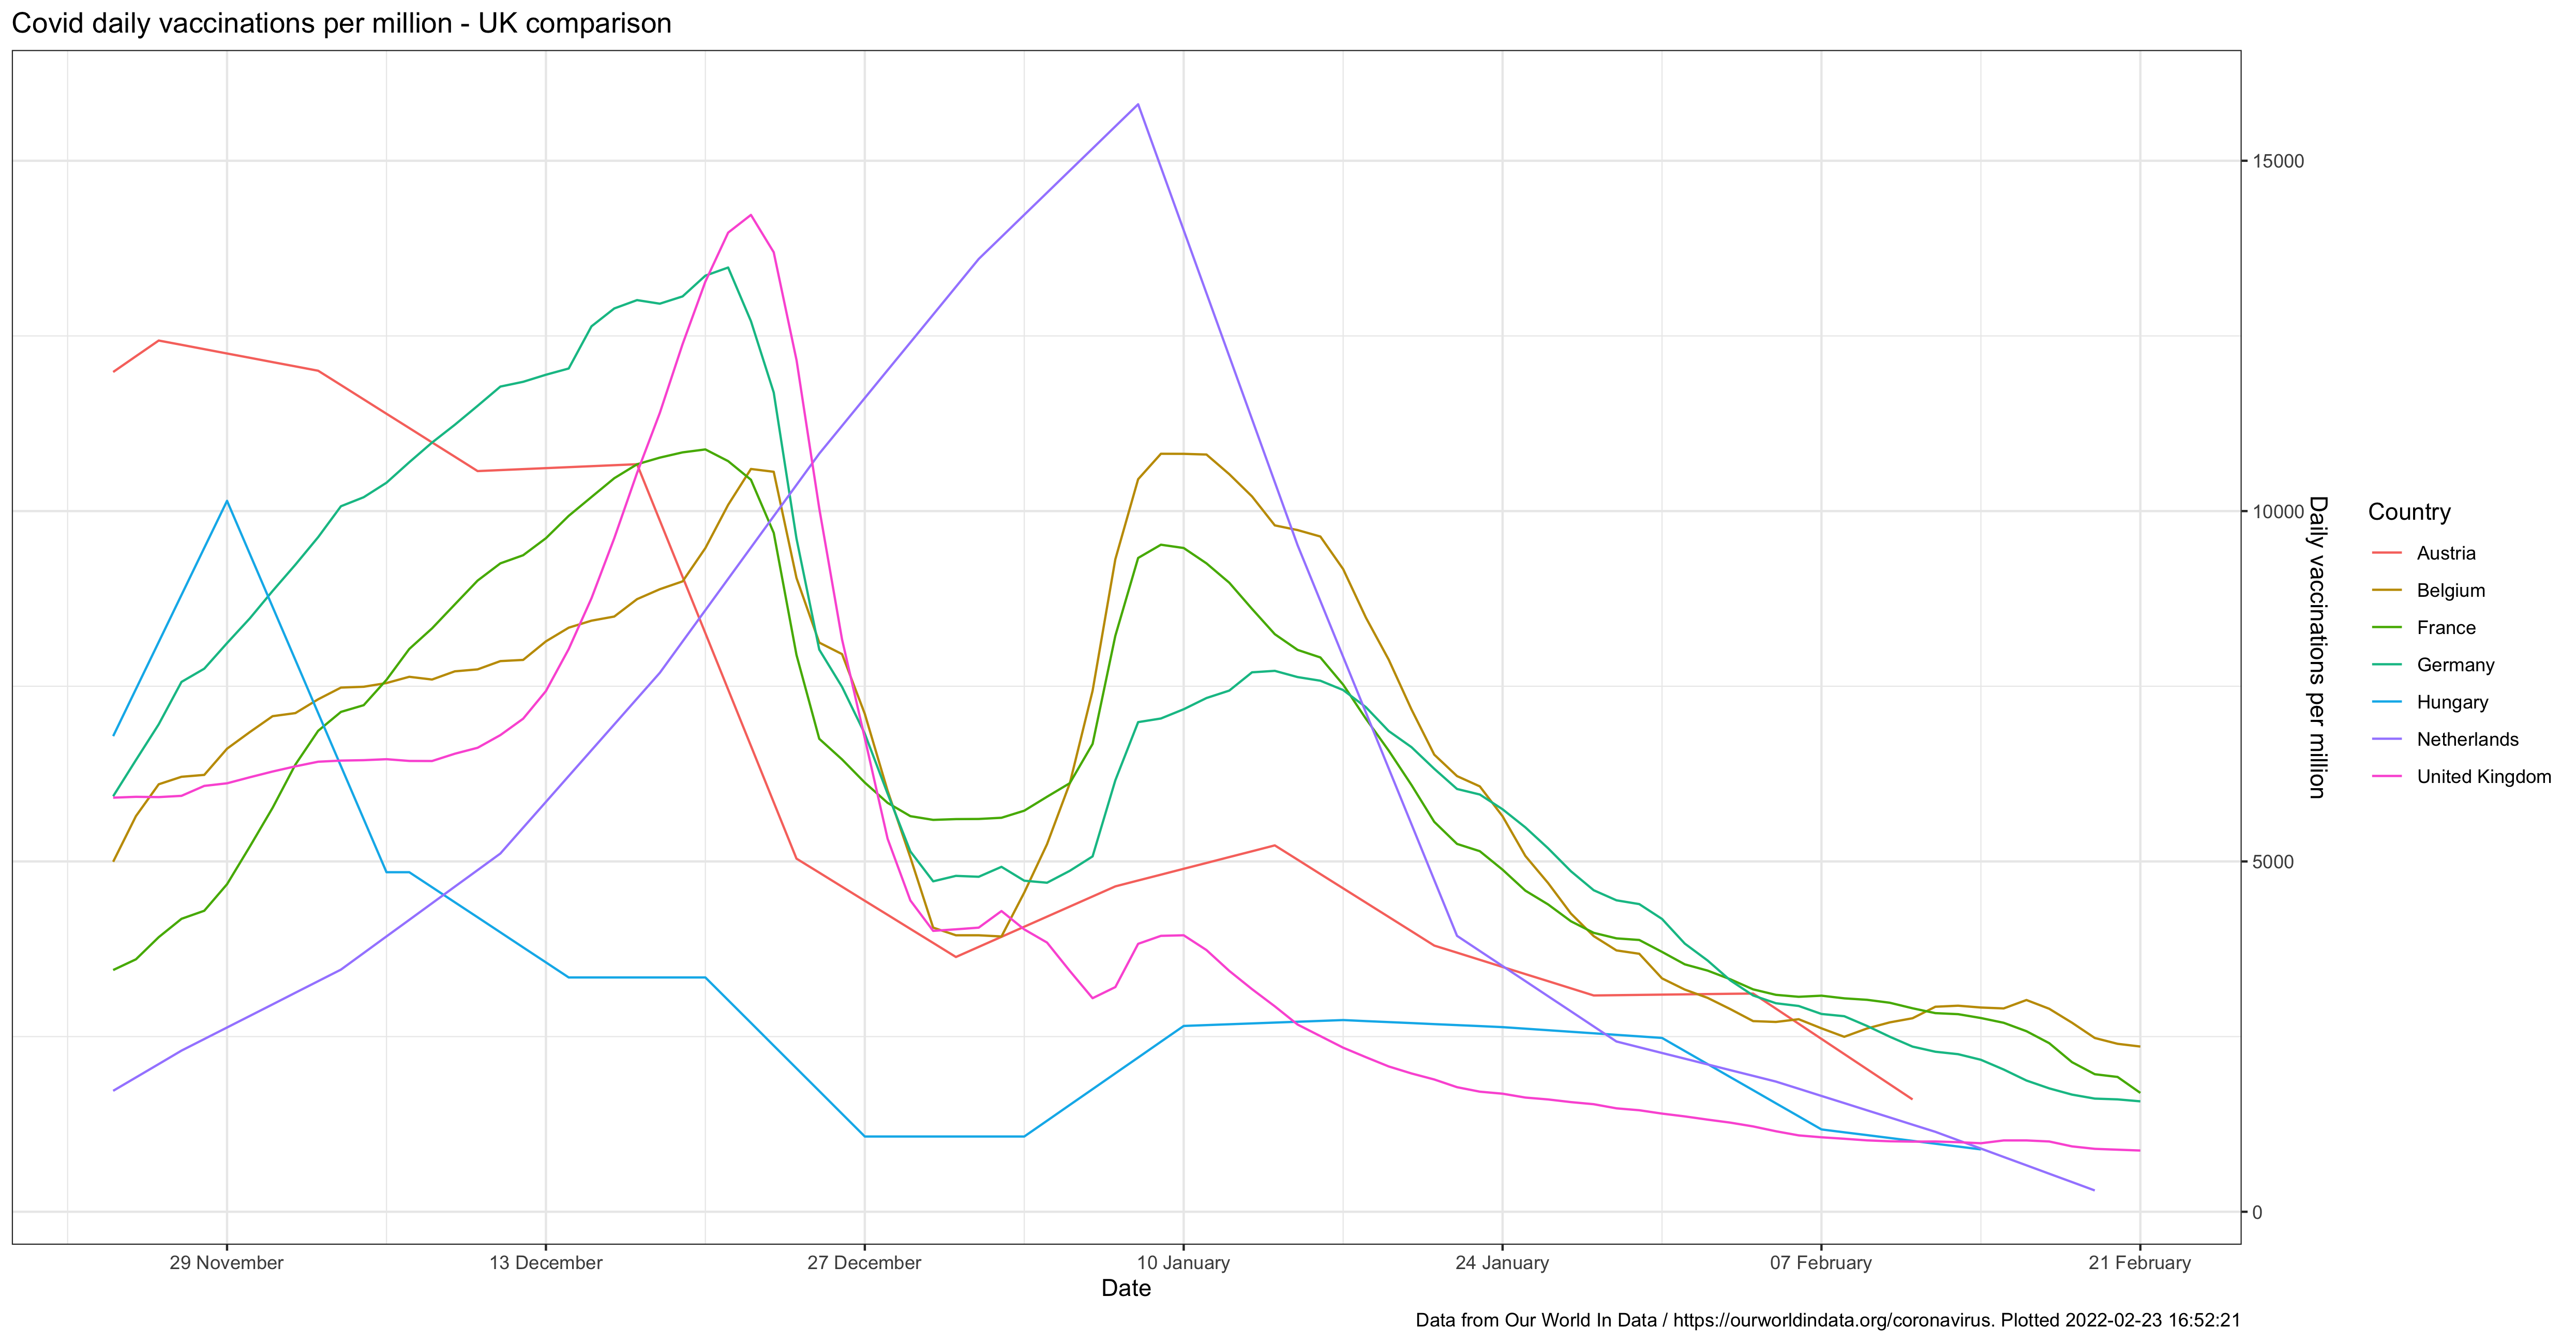 Covid daily vaccinations per million - UK comparison
15000
10000
5000
0
Daily vaccinations per million
Country
Austria
Belgium
France
Germany
Hungary
Netherlands
United Kingdom
29 November
13 December
27 December
10 January
24 January
07 February
21 February
Date
Data from Our World In Data / https://ourworldindata.org/coronavirus. Plotted 2022-02-23 16:52:21